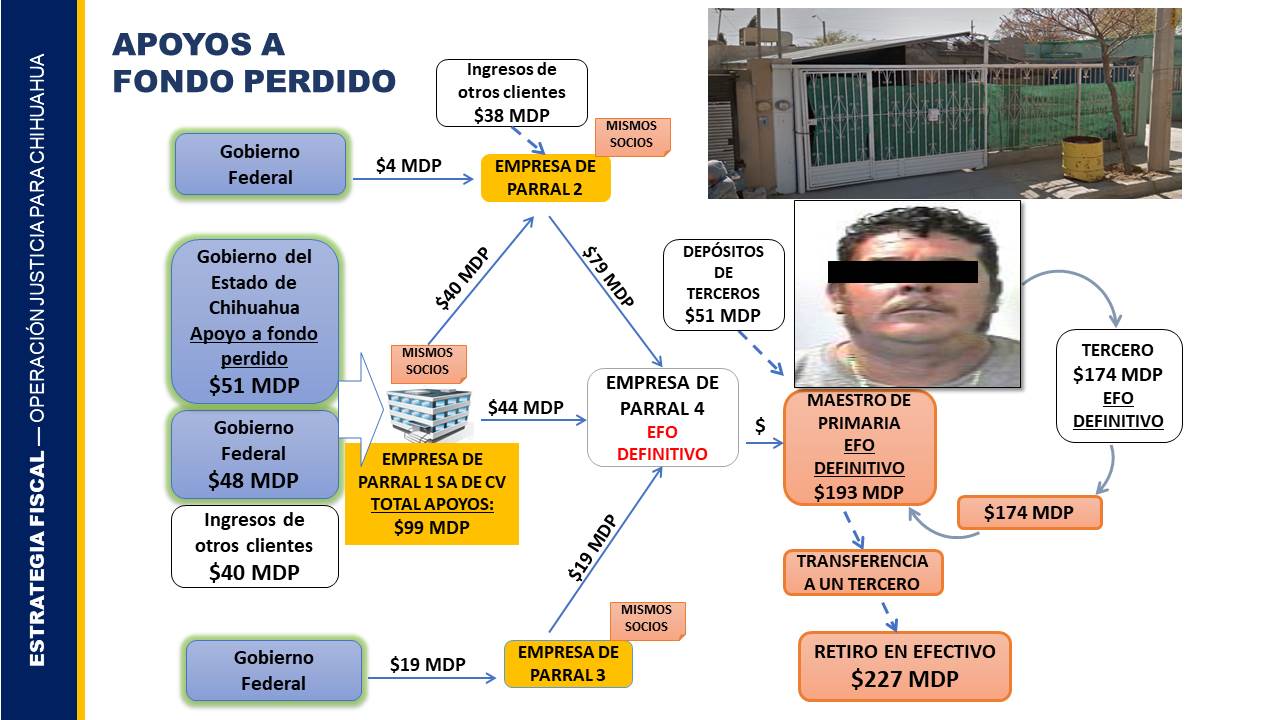 ESTRATEGIA FISCAL — OPERACIÓN JUSTICIA PARA CHIHUAHUA
APOYOS A
FONDO PERDIDO
Ingresos de
otros clientes
$38 MDP
MISMOS
SOCIOS
Gobierno
Federal
$4 MDP
EMPRESA DE
PARRAL 2
Gobierno del
Estado de
Chihuahua
Apoyo a fondo
perdido
$51 MDP
$40 MDP
$79 MDP
DEPÓSITOS
DE
TERCEROS
$51 MDP
MISMOS
SOCIOS
TERCERO
$174 MDP
EFO
DEFINITIVO
Gobierno
Federal
$48 MDP
$44 MDP
EMPRESA DE
PARRAL 4
EFO
DEFINITIVO
$
MAESTRO DE
PRIMARIA
EFO
DEFINITIVO
$193 MDP
EMPRESA DE
PARRAL 1 SA DE CV
TOTAL APOYOS:
$99 MDP
$174 MDP
Ingresos de
otros clientes
$40 MDP
$19 MDP
TRANSFERENCIA
A UN TERCERO
MISMOS
SOCIOS
Gobierno
Federal
$19 MDP
EMPRESA DE
PARRAL 3
RETIRO EN EFECTIVO
$227 MDP